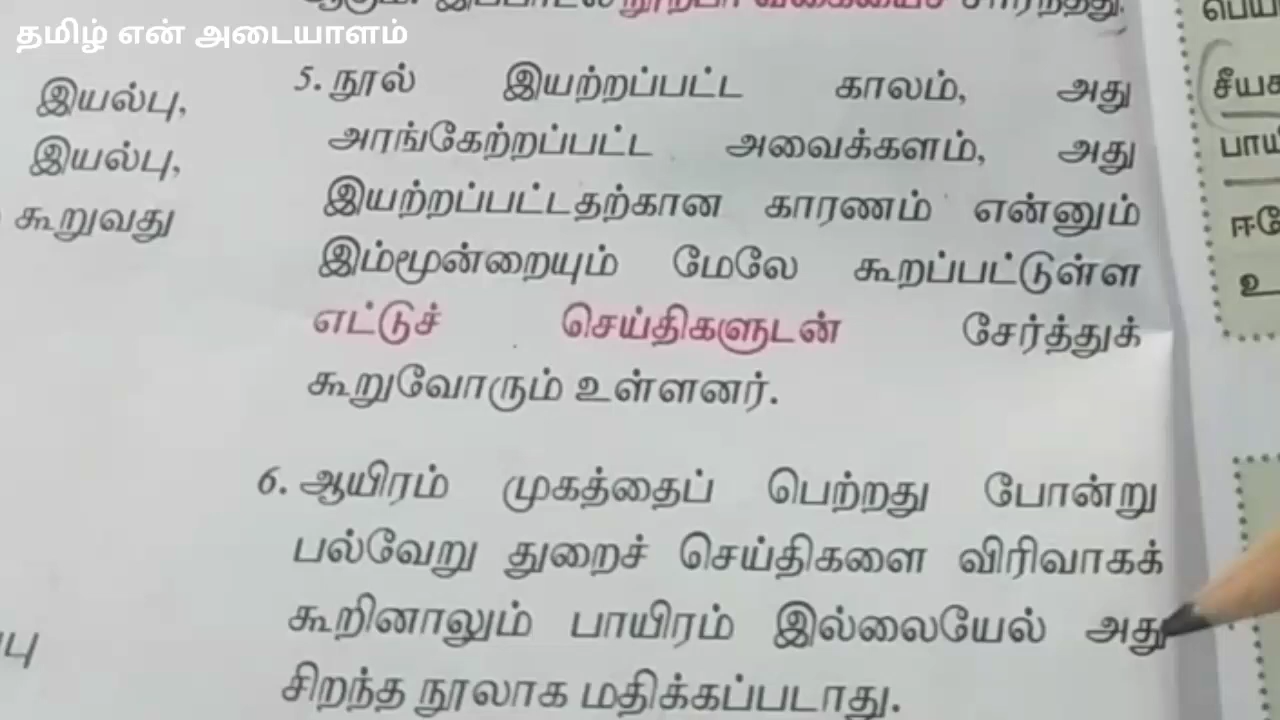 தமிழ் என் அடையாளம்
நூற்பா வகையைச் சார்ந்தது.
5. நூல் இயற்றப்பட்ட காலம், அது
அரங்கேற்றப்பட்ட அவைக்களம், அது
இயற்றப்பட்டதற்கான காரணம் என்னும்
இம்மூன்றையும் மேலே கூறப்பட்டுள்ள
எட்டுச் செய்திகளுடன் சேர்த்துக்
கூறுவோரும் உள்ளனர்.
6. ஆயிரம் முகத்தைப் பெற்றது போன்று
பல்வேறு துறைச் செய்திகளை விரிவாகக்
கூறினாலும் பாயிரம் இல்லையேல் அது
சிறந்த நூலாக மதிக்கப்படாது.
இயல்பு,
இயல்பு,
கூறுவது